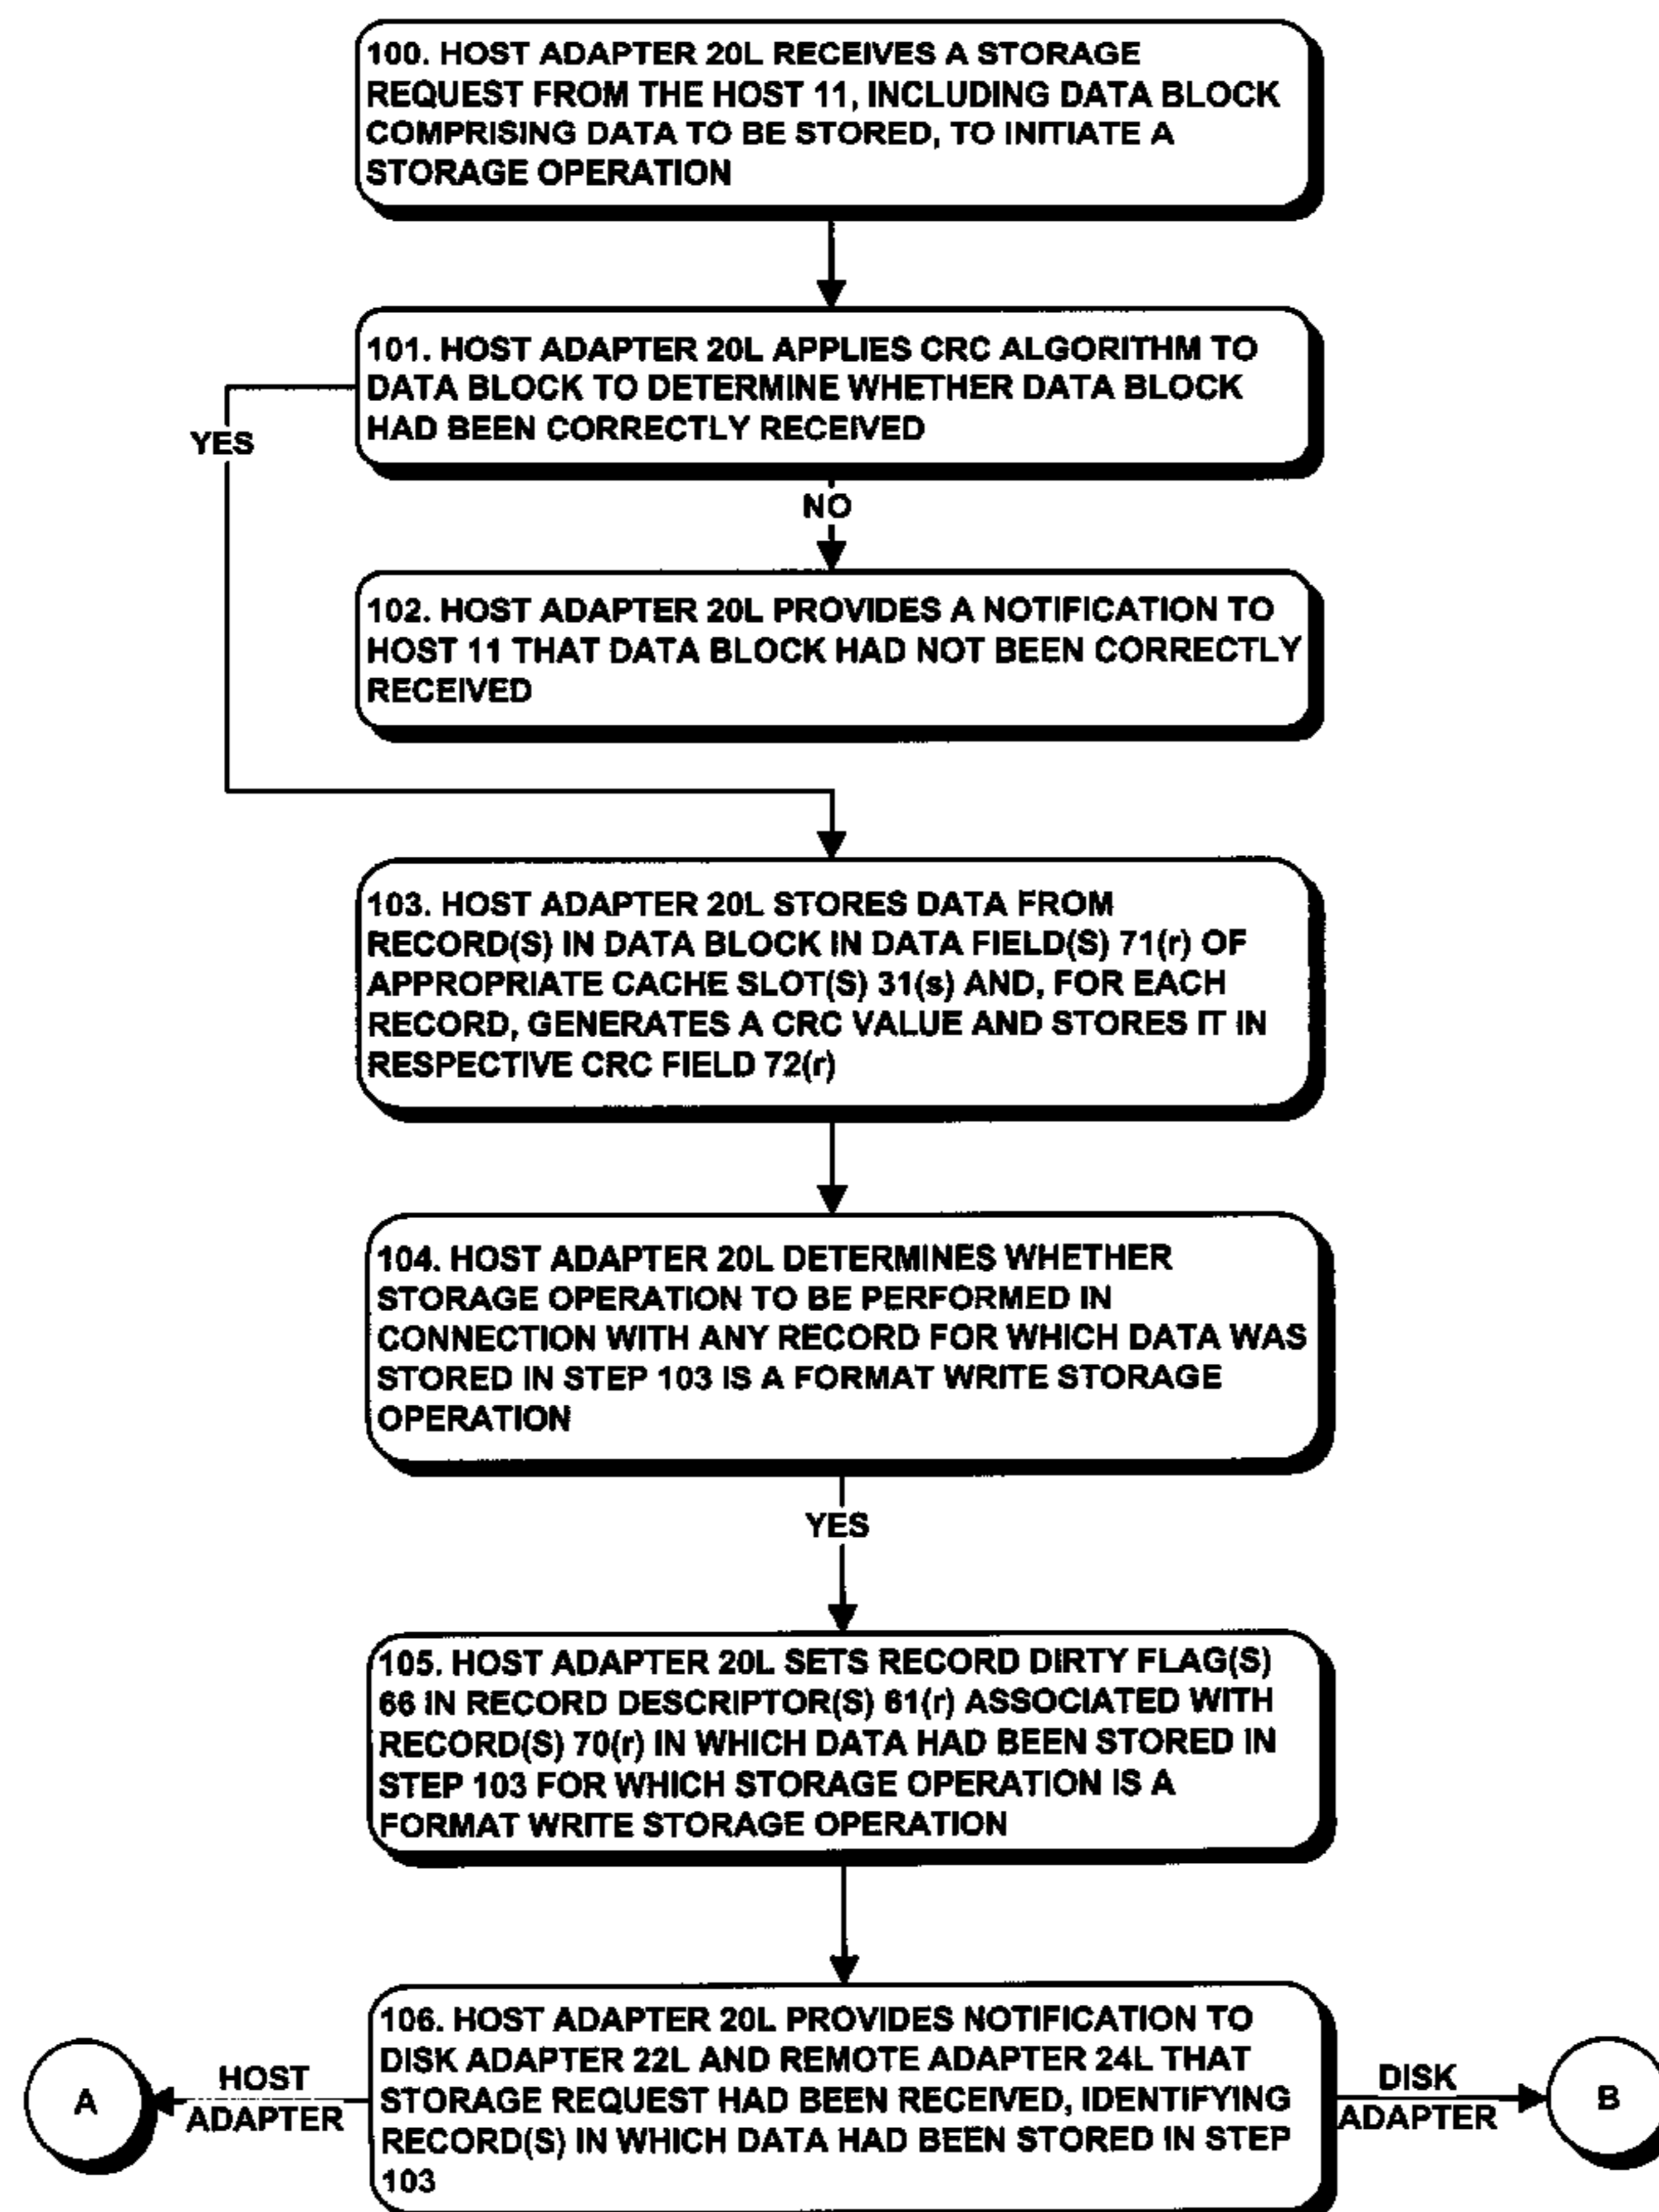 100. HOST ADAPTER 20L RECEIVES A STORAGE
REQUEST FROM THE HOST 11, INCLUDING DATA BLOCK
COMPRISING DATA TO BE STORED, TO INITIATE A
STORAGE OPERATION
101. HOST ADAPTER 20L APPLIES CRC ALGORITHM TO
DATA BLOCK TO DETERMINE WHETHER DATA BLOCK
HAD BEEN CORRECTLY RECEIVED
YES
NO
102. HOST ADAPTER 20L PROVIDES A NOTIFICATION TO
HOST 11 THAT DATA BLOCK HAD NOT BEEN CORRECTLY
RECEIVED
103. HOST ADAPTER 20L STORES DATA FROM
RECORD(S) IN DATA BLOCK IN DATA FIELD(S) 71(r) OF
APPROPRIATE CACHE SLOT(S) 31(s) AND, FOR EACH
RECORD, GENERATES A CRC VALUE AND STORES IT IN
RESPECTIVE CRC FIELD 72(r)
104. HOST ADAPTER 20L DETERMINES WHETHER
STORAGE OPERATION TO BE PERFORMED IN
CONNECTION WITH ANY RECORD FOR WHICH DATA WAS
STORED IN STEP 103 IS A FORMAT WRITE STORAGE
OPERATION
YES
105. HOST ADAPTER 20L SETS RECORD DIRTY FLAG(S)
66 IN RECORD DESCRIPTOR(S) 61(r) ASSOCIATED WITH
RECORD(S) 70(r) IN WHICH DATA HAD BEEN STORED IN
STEP 103 FOR WHICH STORAGE OPERATION IS A
FORMAT WRITE STORAGE OPERATION
106. HOST ADAPTER 20L PROVIDES NOTIFICATION TO
DISK ADAPTER 22L AND REMOTE ADAPTER 24L THAT
STORAGE REQUEST HAD BEEN RECEIVED, IDENTIFYING
RECORD(S) IN WHICH DATA HAD BEEN STORED IN STEP
103
A
HOST
ADAPTER
DISK
ADAPTER
B